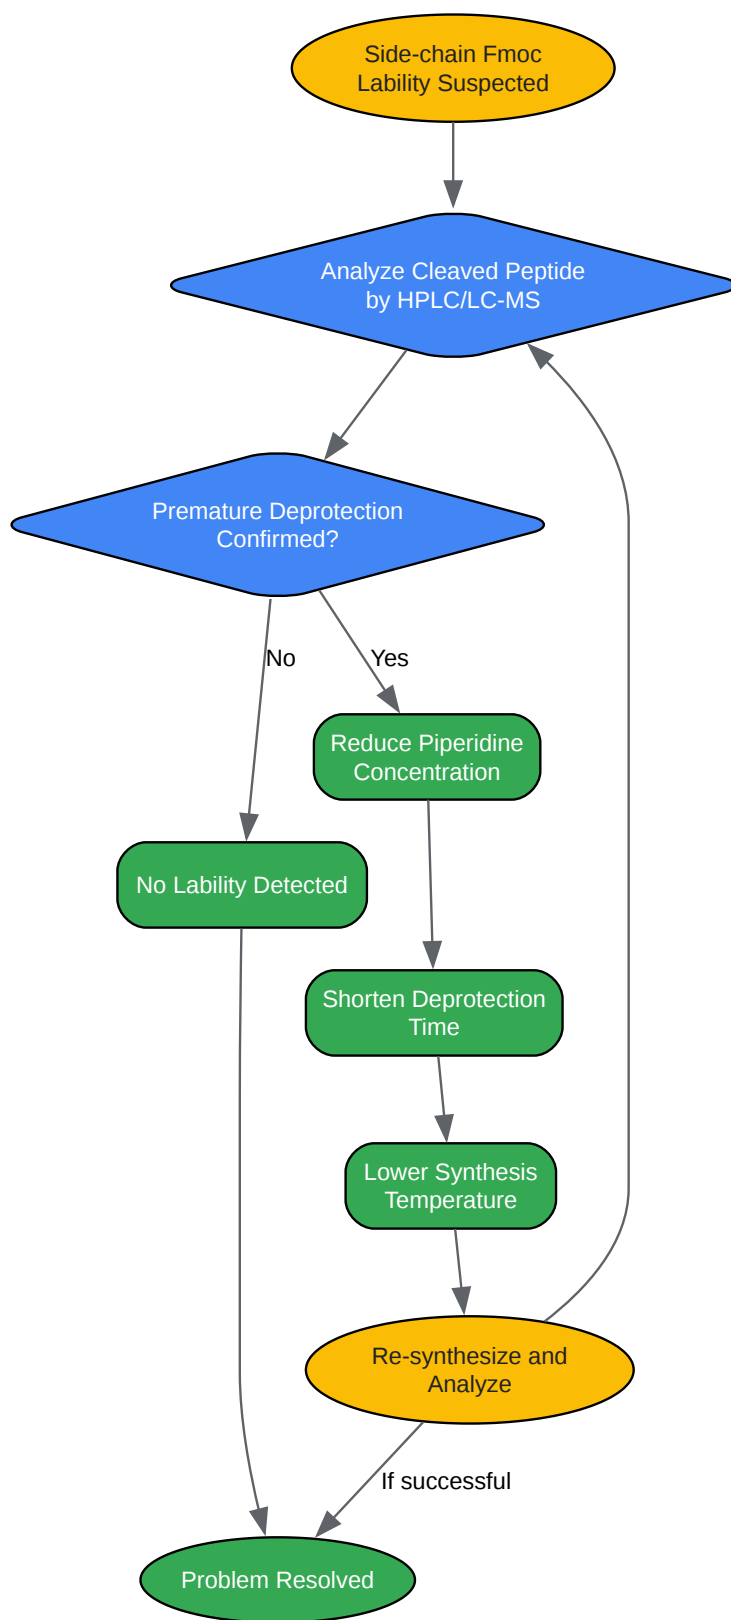 Side-chain Fmoc
Lability Suspected
Analyze Cleaved Peptide
by HPLC/LC-MS
Premature Deprotection
Confirmed?
No
Yes
Reduce Piperidine
Concentration
No Lability Detected
Shorten Deprotection
Time
Lower Synthesis
Temperature
Re-synthesize and
Analyze
If successful
Problem Resolved